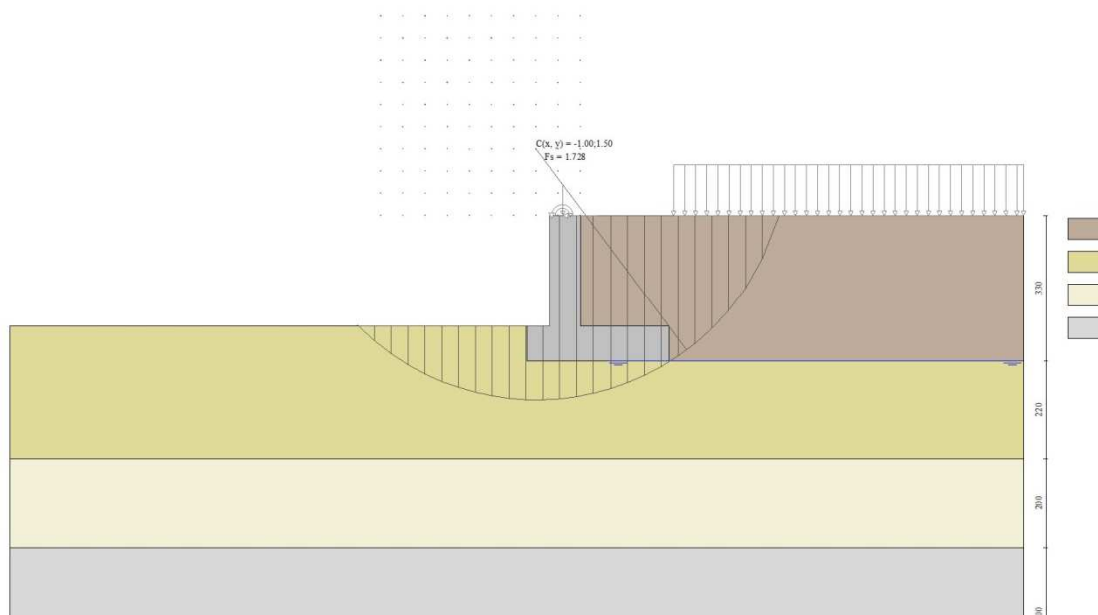 C(x, y) = -1.00;1.50
Fs = 1.728
330
220
200